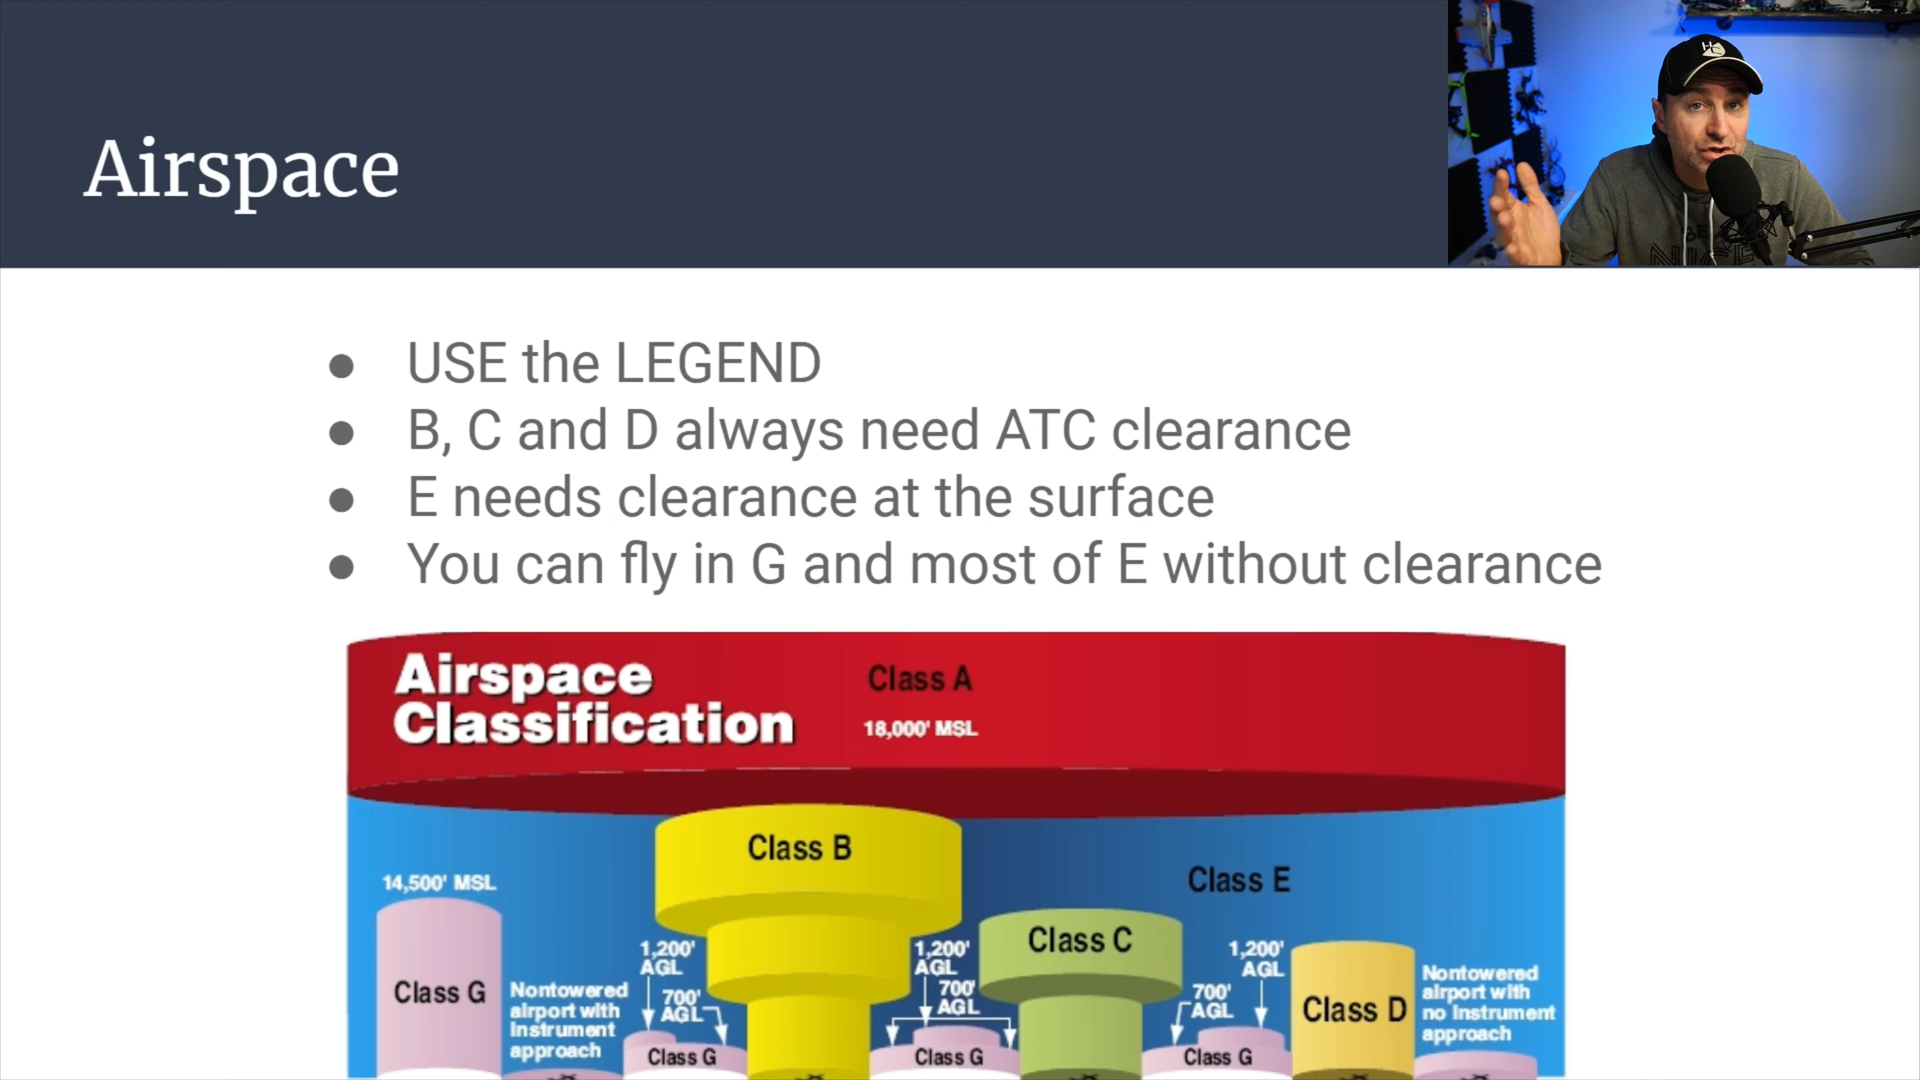 Airspace
BE
NICE
● USE the LEGEND
● B, C and D always need ATC clearance
● E needs clearance at the surface
● You can fly in G and most of E without clearance
Airspace
Classification
Class A
18,000' MSL
Class B
14,500' MSL
Class E
Class C
1,200'
AGL
700'
AGL
1,200'
AGL
700'
AGL
1,200'
AGL
700'
AGL
Class G
Nontowered
airport with
Instrument
approach
Class G
Class G
Class G
Class D
Nontowered
airport with
no Instrument
approach